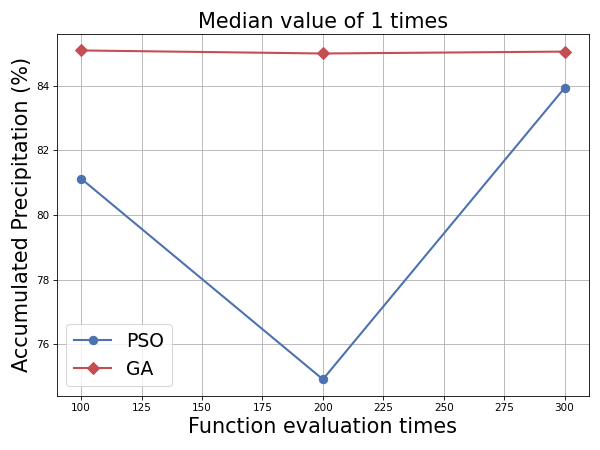 Median value of 1 times
Accumulated Precipitation (%)
84
82
80
78
76
PSO
GA
100 125 150 175 200 225 250 275 300
Function evaluation times